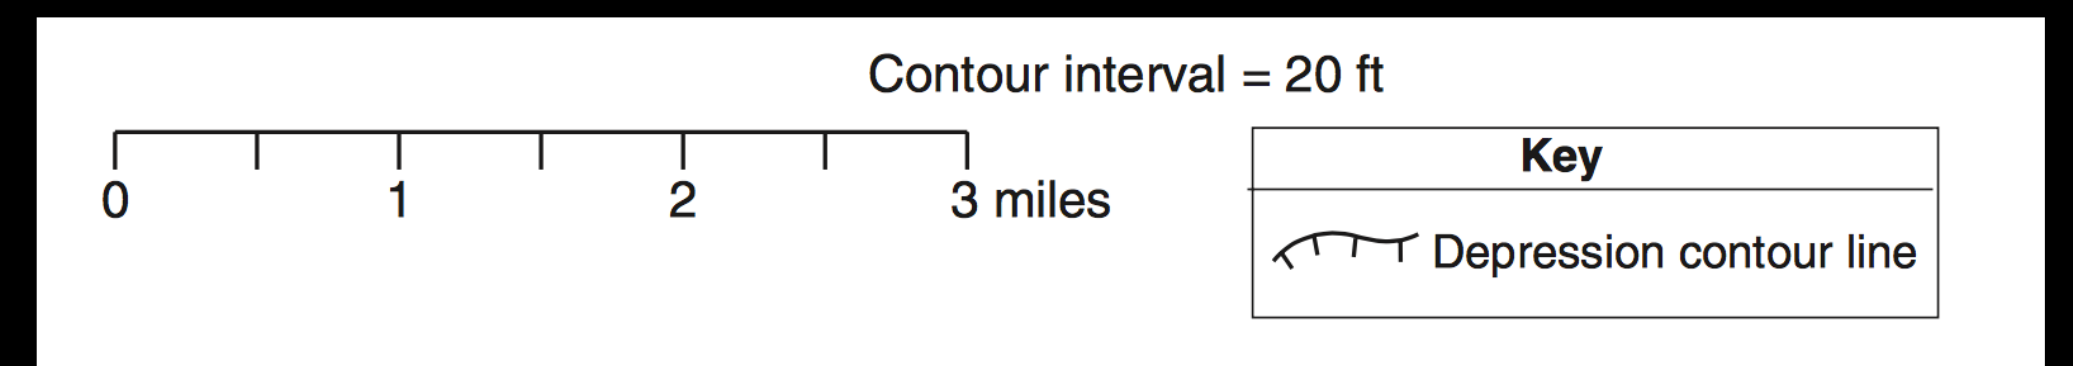 Contour interval = 20 ft
0 1 2 3 miles
Key
Depression contour line